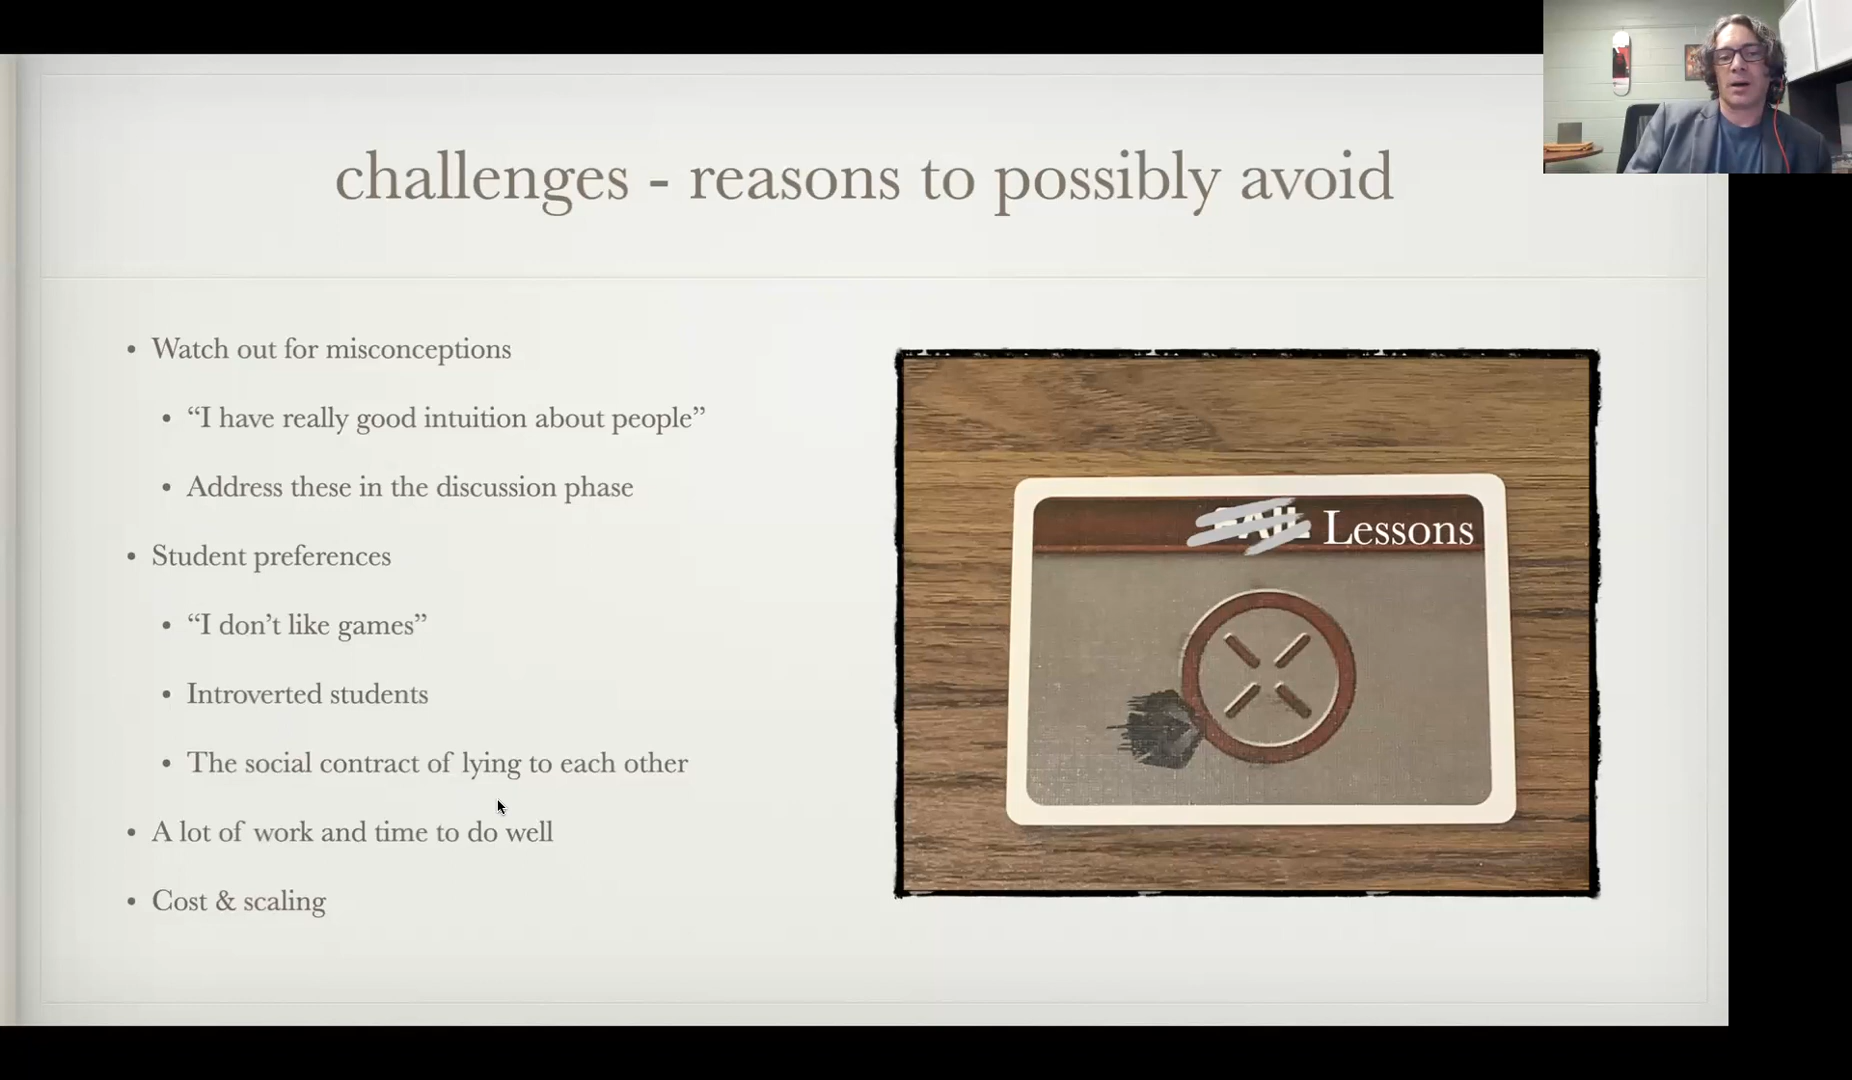 challenges - reasons to possibly avoid
• Watch out for misconceptions
• “I have really good intuition about people”
• Address these in the discussion phase
• Student preferences
• “I don’t like games”
• Introverted students
• The social contract of lying to each other
• A lot of work and time to do well
• Cost & scaling
FAIL Lessons